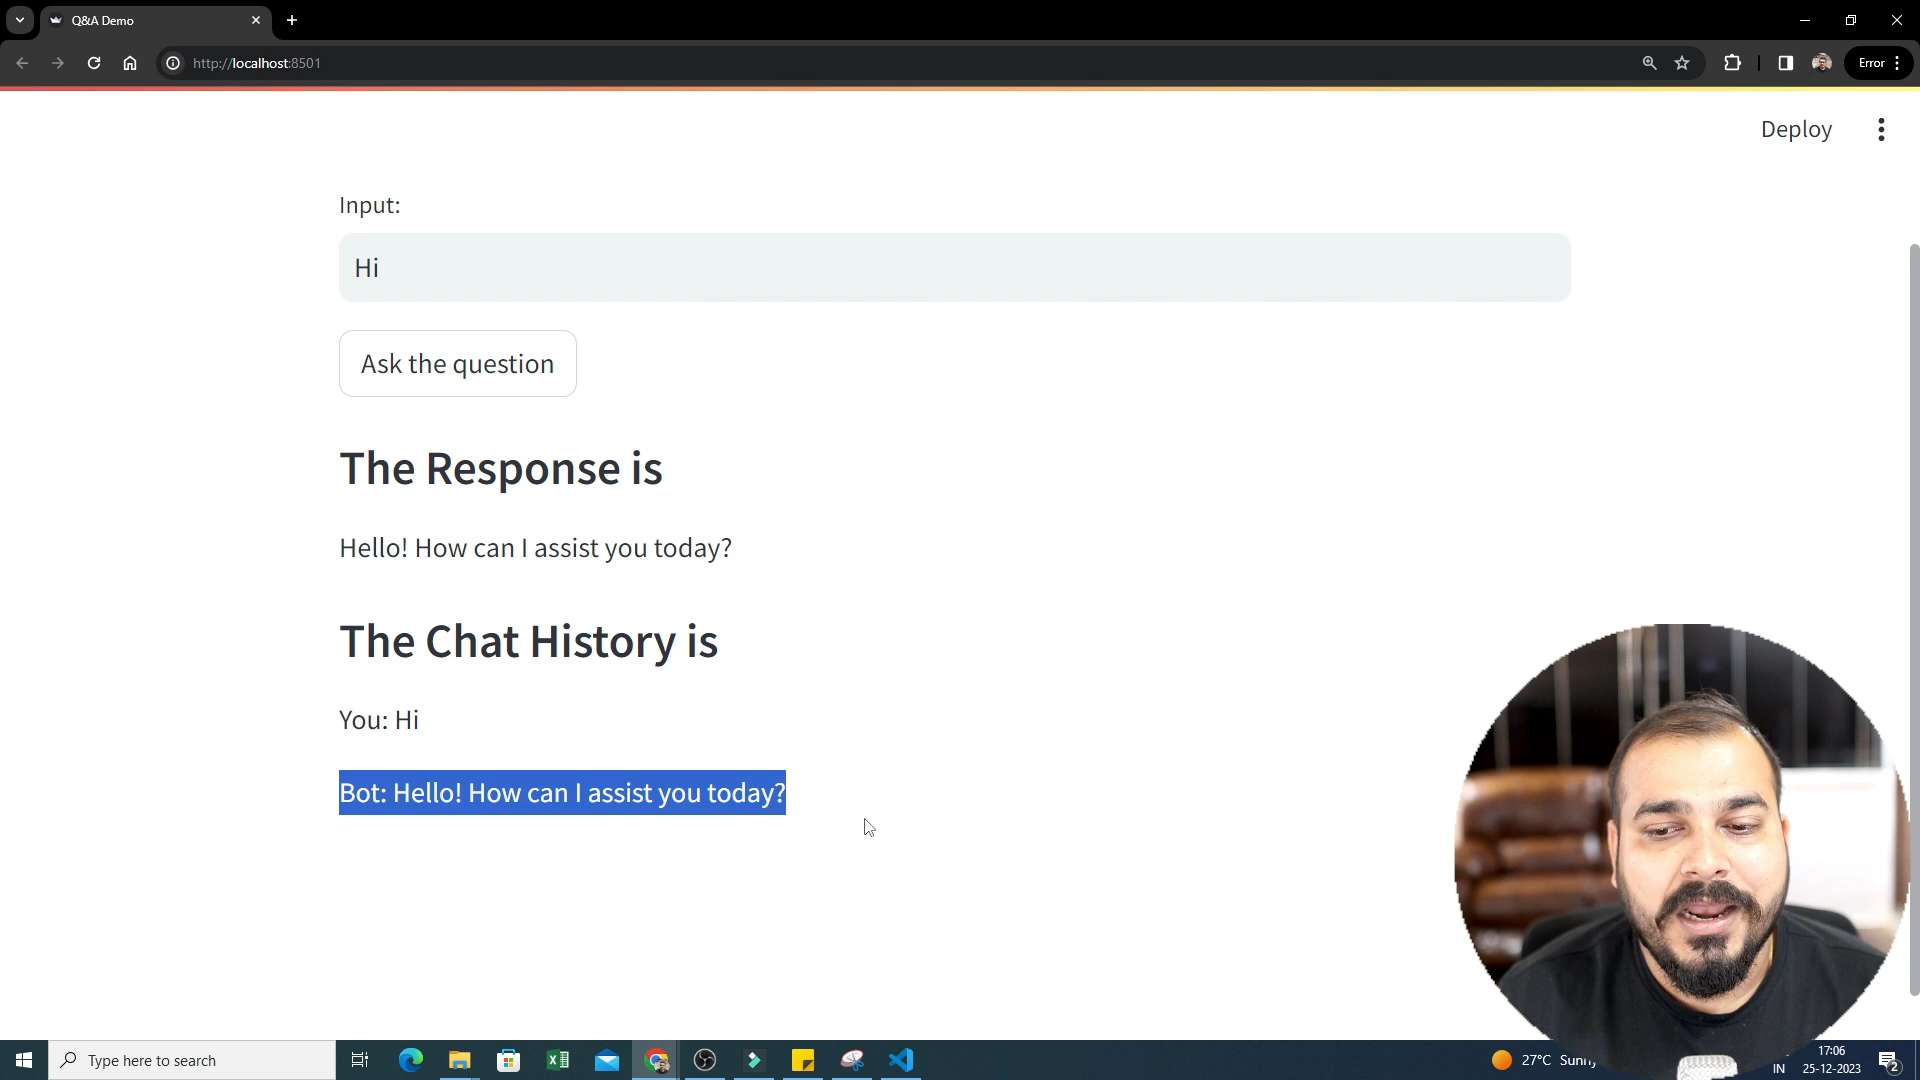 Q&A Demo
http://localhost:8501
Error
Deploy
Input:
Hi
Ask the question
The Response is
Hello! How can I assist you today?
The Chat History is
You: Hi
Bot: Hello! How can I assist you today?
Type here to search
27°C
17:06
IN
25-12-2023
2